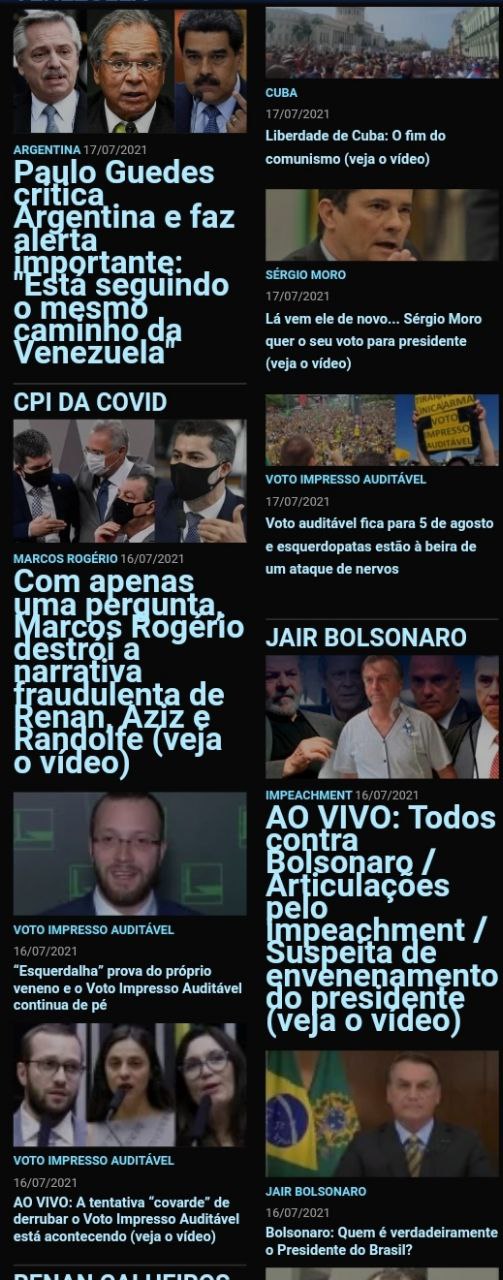 ARGENTINA 17/07/2021
Paulo Guedes
critica
Argentina e faz
alerta
importante:
"Está seguindo
o mesmo
caminho da
Venezuela"
CPI DA COVID
MARCOS ROGÉRIO 16/07/2021
Com apenas
uma pergunta,
Marcos Rogério
destrói a
narrativa
fraudulenta de
Renan, Aziz e
Randolfe (veja
o vídeo)
VOTO IMPRESSO AUDITÁVEL
16/07/2021
“Esquerdalha” prova do próprio
veneno e o Voto Impresso Auditável
continua de pé
VOTO IMPRESSO AUDITÁVEL
16/07/2021
AO VIVO: A tentativa “covarde” de
derrubar o Voto Impresso Auditável
está acontecendo (veja o vídeo)
RENAN CALHEIROS
CUBA
17/07/2021
Liberdade de Cuba: O fim do
comunismo (veja o vídeo)
SÉRGIO MORO
17/07/2021
Lá vem ele de novo... Sérgio Moro
quer o seu voto para presidente
(veja o vídeo)
VOTO
IMPRESSO
AUDITÁVEL
VOTO IMPRESSO AUDITÁVEL
17/07/2021
Voto auditável fica para 5 de agosto
e esquerdopatas estão à beira de
um ataque de nervos
JAIR BOLSONARO
IMPEACHMENT 16/07/2021
AO VIVO: Todos
contra
Bolsonaro /
Articulações
pelo
Impeachment /
Suspeita de
envenenamento
do presidente
(veja o vídeo)
JAIR BOLSONARO
16/07/2021
Bolsonaro: Quem é verdadeiramente
o Presidente do Brasil?